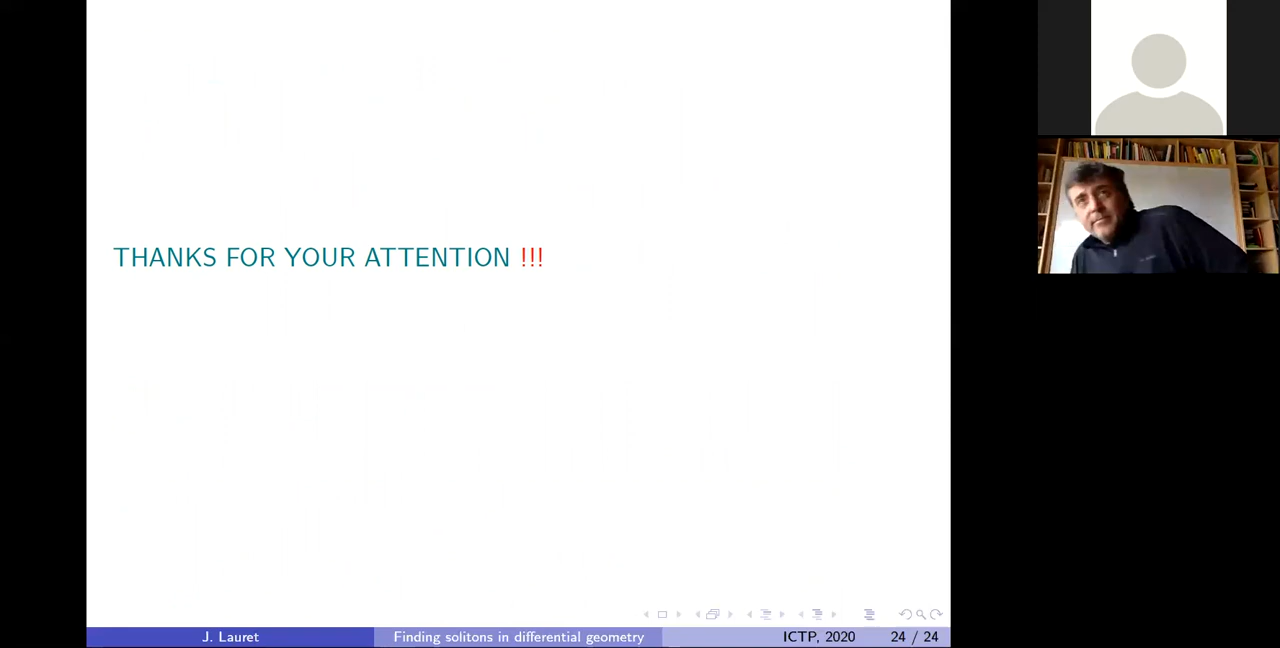 THANKS FOR YOUR ATTENTION !!!
J. Lauret
Finding solitons in differential geometry
ICTP, 2020
24 / 24